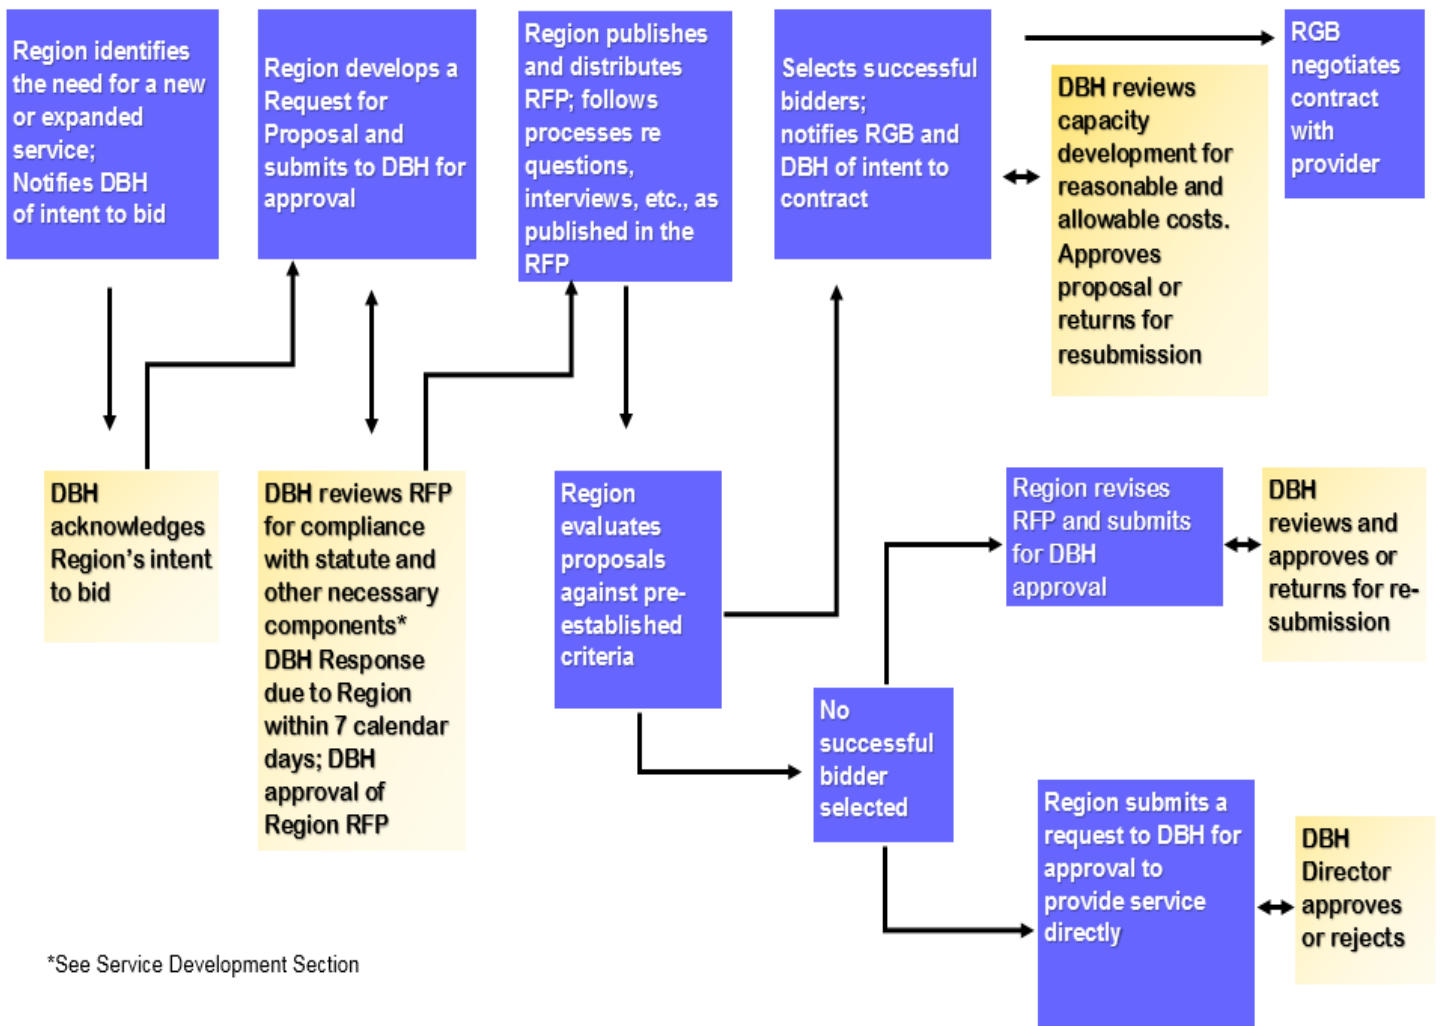 Region identifies
the need for a new
or expanded
service;
Notifies DBH
of intent to bid
Region develops a
Request for
Proposal and
submits to DBH for
approval
Region publishes
and distributes
RFP; follows
processes re
questions,
interviews, etc., as
published in the
RFP
Selects successful
bidders;
notifies RGB and
DBH of intent to
contract
DBH reviews
capacity
development for
reasonable and
allowable costs.
Approves
proposal or
returns for
resubmission
RGB
negotiates
contract
with
provider
DBH
acknowledges
Region's intent
to bid
DBH reviews RFP
for compliance
with statute and
other necessary
components*
DBH Response
due to Region
within 7 calendar
days; DBH
approval of
Region RFP
Region
evaluates
proposals
against pre-
established
criteria
Region revises
RFP and submits
for DBH
approval
DBH
reviews and
approves or
returns for re-
submission
No
successful
bidder
selected
Region submits a
request to DBH for
approval to
provide service
directly
DBH
Director
approves
or rejects
*See Service Development Section